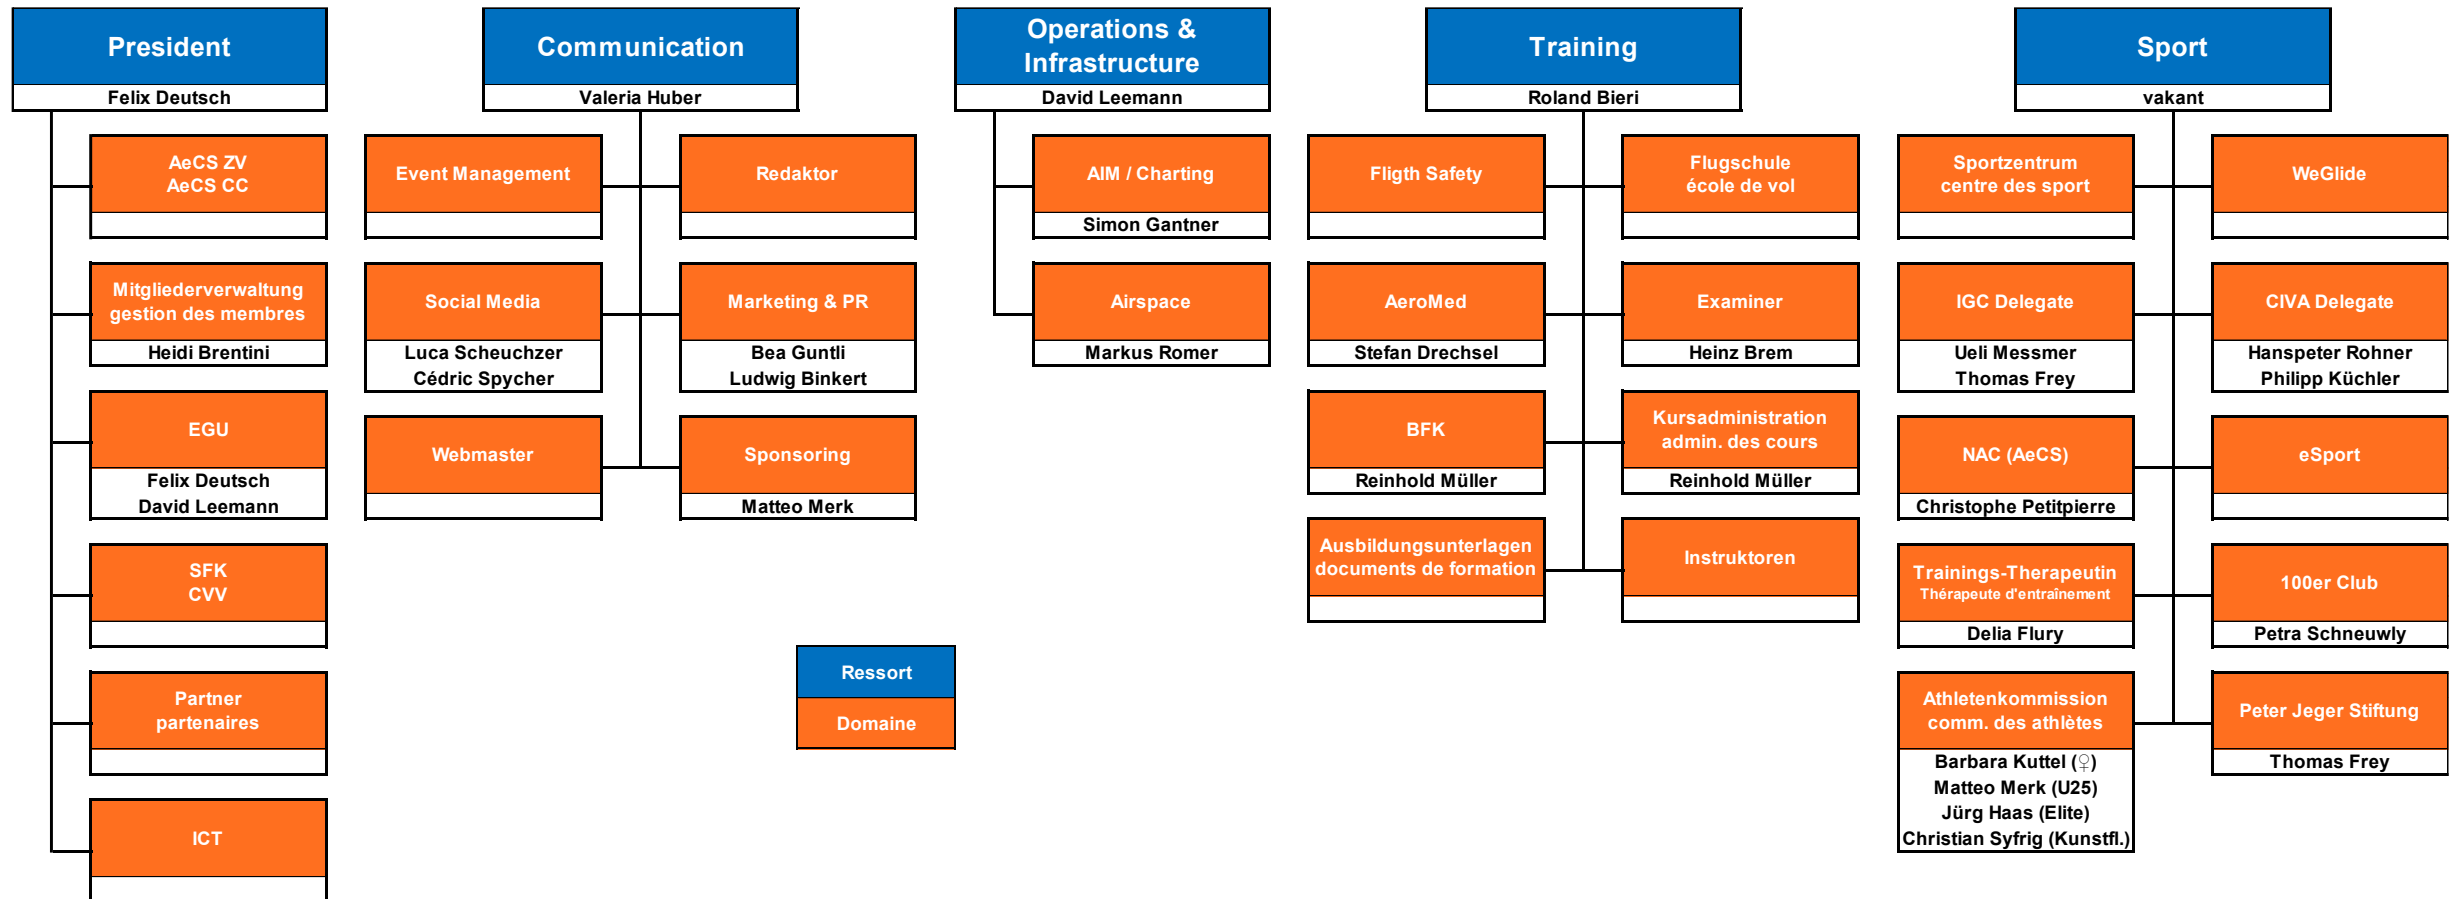 President
Felix Deutsch
AeCS ZV
AeCS CC
Mitgliederverwaltung
gestion des membres
Heidi Brentini
EGU
Felix Deutsch
David Leemann
SFK
CVV
Partner
partenaires
ICT
Communication
Valeria Huber
Event Management
Redaktor
Social Media
Luca Scheuchzer
Cédric Spycher
Marketing & PR
Bea Guntli
Ludwig Binkert
Webmaster
Sponsoring
Matteo Merk
Operations &
Infrastructure
David Leemann
AIM / Charting
Simon Gantner
Airspace
Markus Romer
Training
Roland Bieri
Fligth Safety
Flugschule
école de vol
AeroMed
Stefan Drechsel
Examiner
Heinz Brem
BFK
Reinhold Müller
Kursadministration
admin. des cours
Reinhold Müller
Ausbildungsunterlagen
documents de formation
Instruktoren
Sport
vakant
Sportzentrum
centre des sport
WeGlide
IGC Delegate
Ueli Messmer
Thomas Frey
CIVA Delegate
Hanspeter Rohner
Philipp Küchler
NAC (AeCS)
Christophe Petitpierre
eSport
Trainings-Therapeutin
Thérapeute d'entraînement
Delia Flury
100er Club
Petra Schneuwly
Athletenkommission
comm. des athlètes
Barbara Kuttel (♀)
Matteo Merk (U25)
Jürg Haas (Elite)
Christian Syfrig (Kunstfl.)
Peter Jeger Stiftung
Thomas Frey
Ressort
Domaine